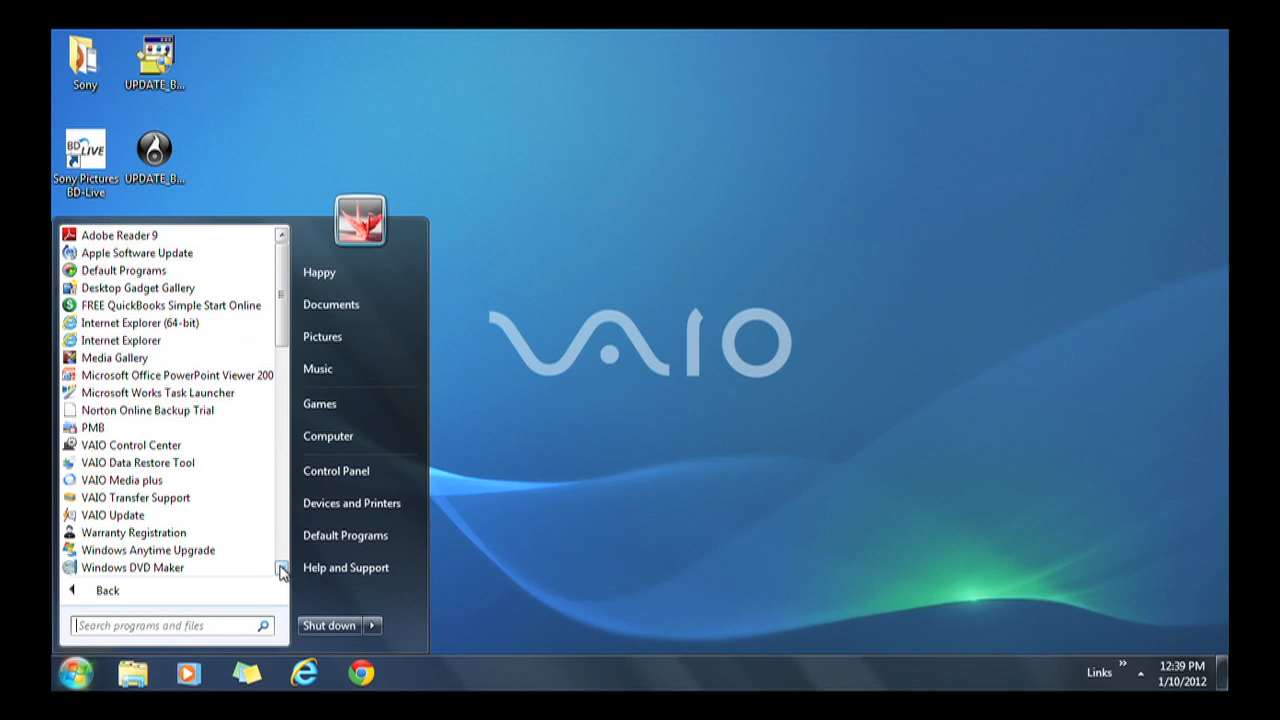 Sony
UPDATE_B...
BD LIVE
Sony Pictures
BD-Live
UPDATE_B...
Adobe Reader 9
Apple Software Update
Default Programs
Desktop Gadget Gallery
FREE QuickBooks Simple Start Online
Internet Explorer (64-bit)
Internet Explorer
Media Gallery
Microsoft Office PowerPoint Viewer 200
Microsoft Works Task Launcher
Norton Online Backup Trial
PMB
VAIO Control Center
VAIO Data Restore Tool
VAIO Media plus
VAIO Transfer Support
VAIO Update
Warranty Registration
Windows Anytime Upgrade
Windows DVD Maker
Back
Search programs and files
Happy
Documents
Pictures
Music
Games
Computer
Control Panel
Devices and Printers
Default Programs
Help and Support
Shut down
VAIO
Links
12:39 PM
1/10/2012